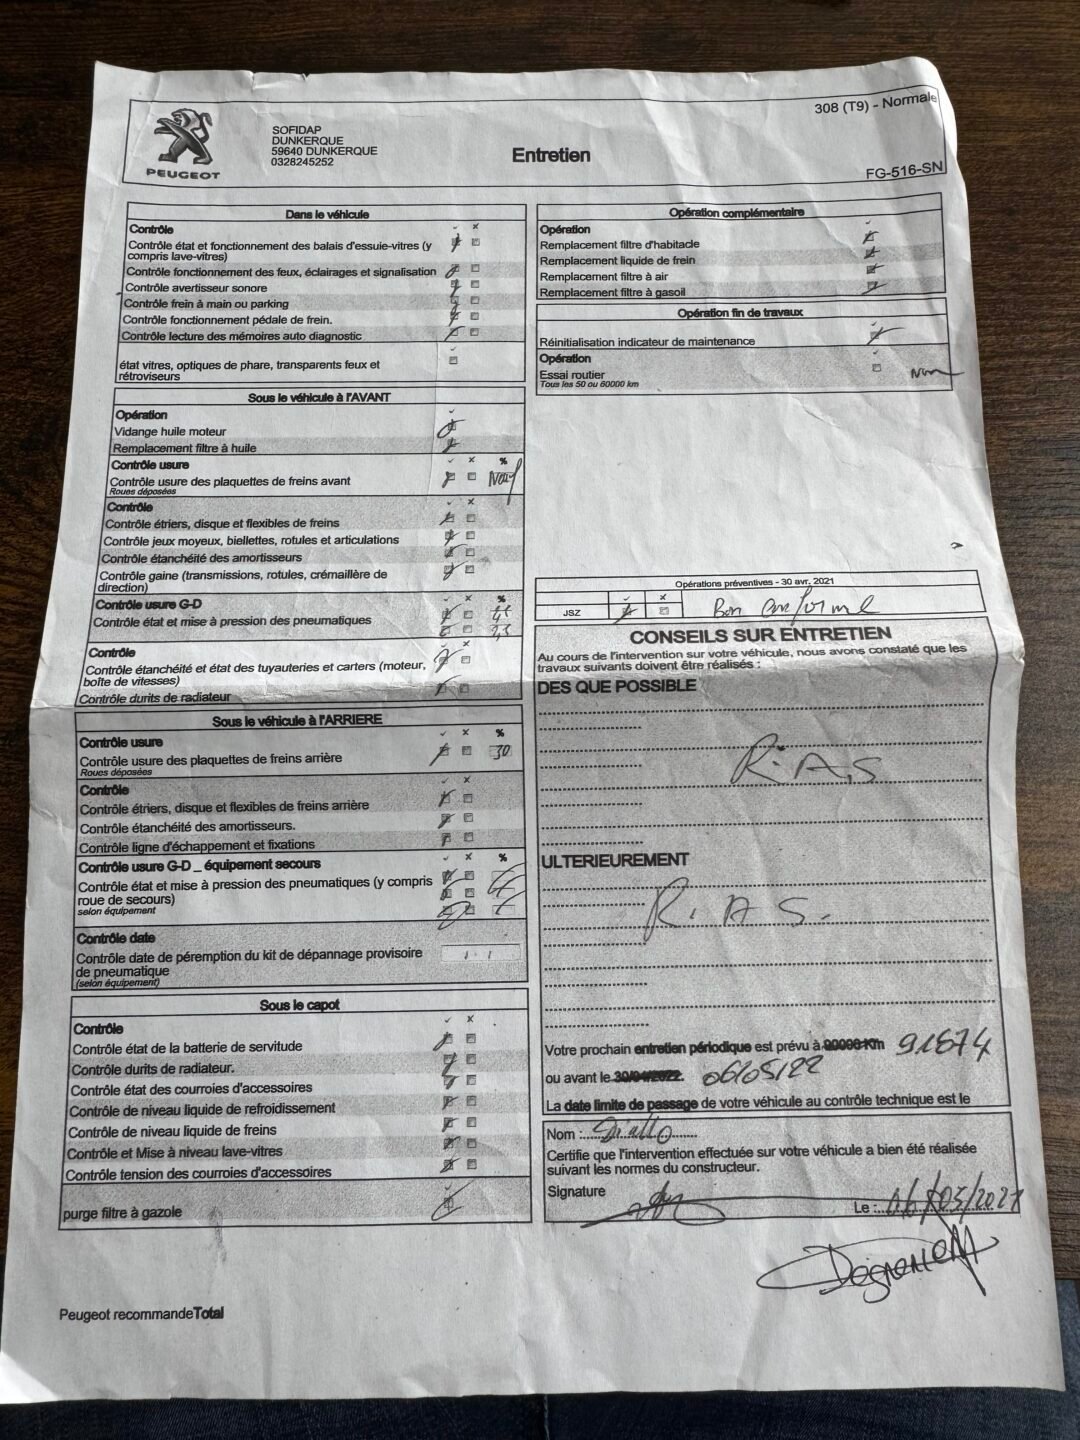 308 (T9) - Normale
PEUGEOT
SOFIDAP
DUNKERQUE
59640 DUNKERQUE
0328245252
Entretien
FG-516-SN
Dans le véhicule
Contrôle
Contrôle état et fonctionnement des balais d'essuie-vitres (y
compris lave-vitres)
Contrôle fonctionnement des feux, éclairages et signalisation
Contrôle avertisseur sonore
Contrôle frein à main ou parking
Contrôle fonctionnement pédale de frein.
Contrôle lecture des mémoires auto diagnostic
état vitres, optiques de phare, transparents feux et
rétroviseurs
Sous le véhicule à l'AVANT
Opération
Vidange huile moteur
Remplacement filtre à huile
Contrôle usure %
Contrôle usure des plaquettes de freins avant
Roues déposées
Contrôle
Contrôle étriers, disque et flexibles de freins
Contrôle jeux moyeux, biellettes, rotules et articulations
Contrôle étanchéité des amortisseurs
Contrôle gaine (transmissions, rotules, crémaillère de
direction)
Contrôle usure G-D %
Contrôle état et mise à pression des pneumatiques
Contrôle
Contrôle étanchéité et état des tuyauteries et carters (moteur,
boîte de vitesses)
Contrôle durits de radiateur
Sous le véhicule à l'ARRIERE
Contrôle usure %
Contrôle usure des plaquettes de freins arrière 30
Roues déposées
Contrôle
Contrôle étriers, disque et flexibles de freins arrière
Contrôle étanchéité des amortisseurs.
Contrôle ligne d'échappement et fixations
Contrôle usure G-D _ équipement secours %
Contrôle état et mise à pression des pneumatiques (y compris
roue de secours)
selon équipement
Contrôle date
Contrôle date de péremption du kit de dépannage provisoire
de pneumatique
(selon équipement)
Sous le capot
Contrôle
Contrôle état de la batterie de servitude
Contrôle durits de radiateur.
Contrôle état des courroies d'accessoires
Contrôle de niveau liquide de refroidissement
Contrôle de niveau liquide de freins
Contrôle et Mise à niveau lave-vitres
Contrôle tension des courroies d'accessoires
purge filtre à gazole
Peugeot recommandeTotal
Opération complémentaire
Opération
Remplacement filtre d'habitacle
Remplacement liquide de frein
Remplacement filtre à air
Remplacement filtre à gasoil
Opération fin de travaux
Réinitialisation indicateur de maintenance
Opération
Essai routier Non
Tous les 50 ou 60000 km
Opérations préventives - 30 avr. 2021
JSZ Bon conforme
CONSEILS SUR ENTRETIEN
Au cours de l'intervention sur votre véhicule, nous avons constaté que les
travaux suivants doivent être réalisés :
DES QUE POSSIBLE
R.A.S
ULTERIEUREMENT
R.A.S.
Votre prochain entretien périodique est prévu à 90000 Km 91874
ou avant le 30/04/2022. 06/05/22
La date limite de passage de votre véhicule au contrôle technique est le
Nom : Diallo
Certifie que l'intervention effectuée sur votre véhicule a bien été réalisée
suivant les normes du constructeur.
Signature
Le : 06/05/2021